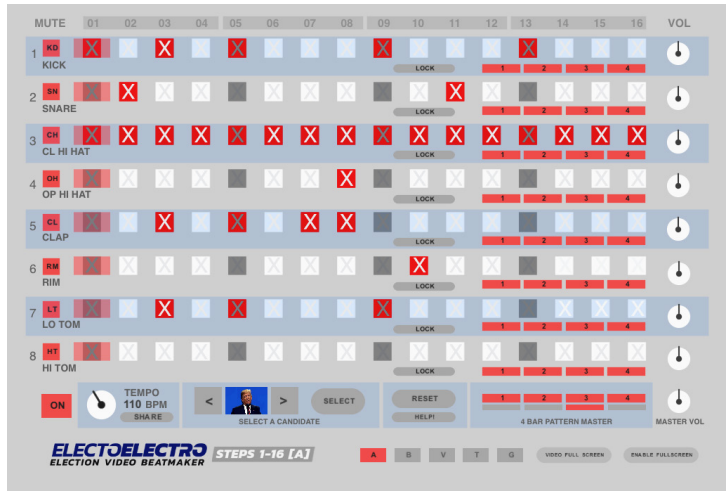 MUTE 01 02 03 04 05 06 07 08 09 10 11 12 13 14 15 16 VOL
1 KD X X X X X X X X X X X X X X X X
KICK LOCK 1 2 3 4
2 SN X X X X X X X X X X X X X X X X
SNARE LOCK 1 2 3 4
3 CH X X X X X X X X X X X X X X X X
CL HI HAT LOCK 1 2 3 4
4 OH X X X X X X X X X X X X X X X X
OP HI HAT LOCK 1 2 3 4
5 CL X X X X X X X X X X X X X X
CLAP LOCK 1 2 3 4
6 RM X X X X X X X X X X X X X X X X
RIM LOCK 1 2 3 4
7 LT X X X X X X X X X X X X X X X
LO TOM LOCK 1 2 3 4
8 HT X X X X X X X X X X X X X X X X
HI TOM LOCK 1 2 3 4
ON TEMPO
110 BPM
SHARE
< > SELECT
SELECT A CANDIDATE
RESET
HELP!
1 2 3 4
4 BAR PATTERN MASTER
MASTER VOL
ELECTOELECTRO
ELECTION VIDEO BEATMAKER
STEPS 1-16 [A]
A B V T G VIDEO FULL SCREEN ENABLE FULLSCREEN